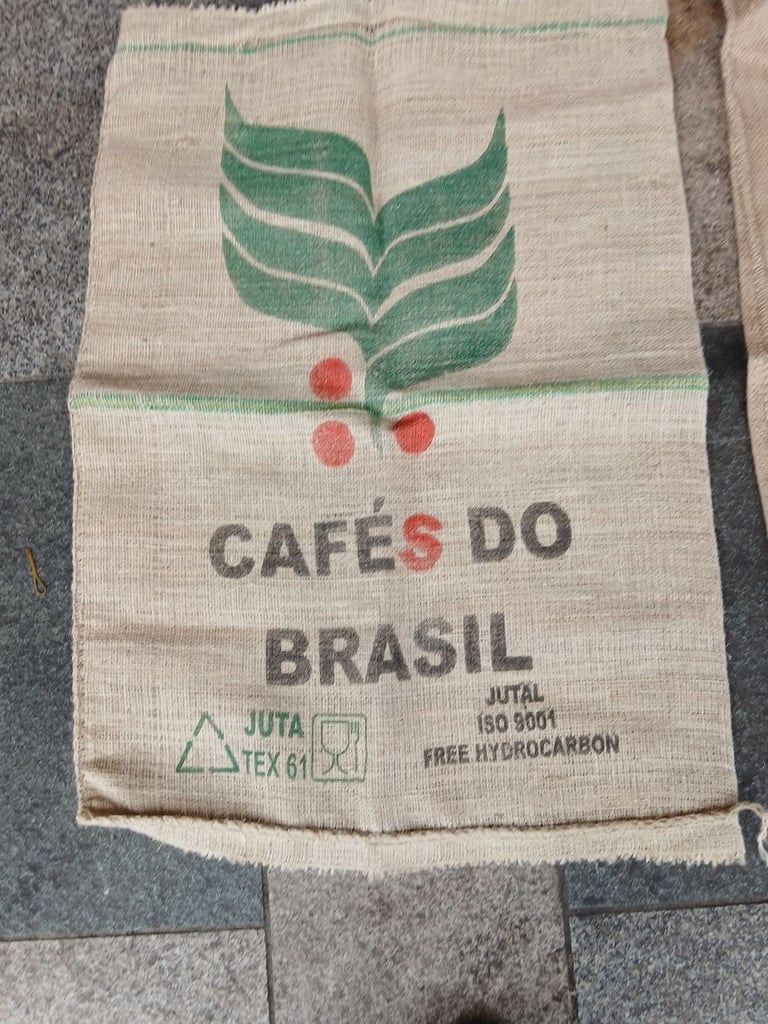 CAFÉS DO
BRASIL
JUTA
TEX 61
JUTAL
ISO 9001
FREE HYDROCARBON